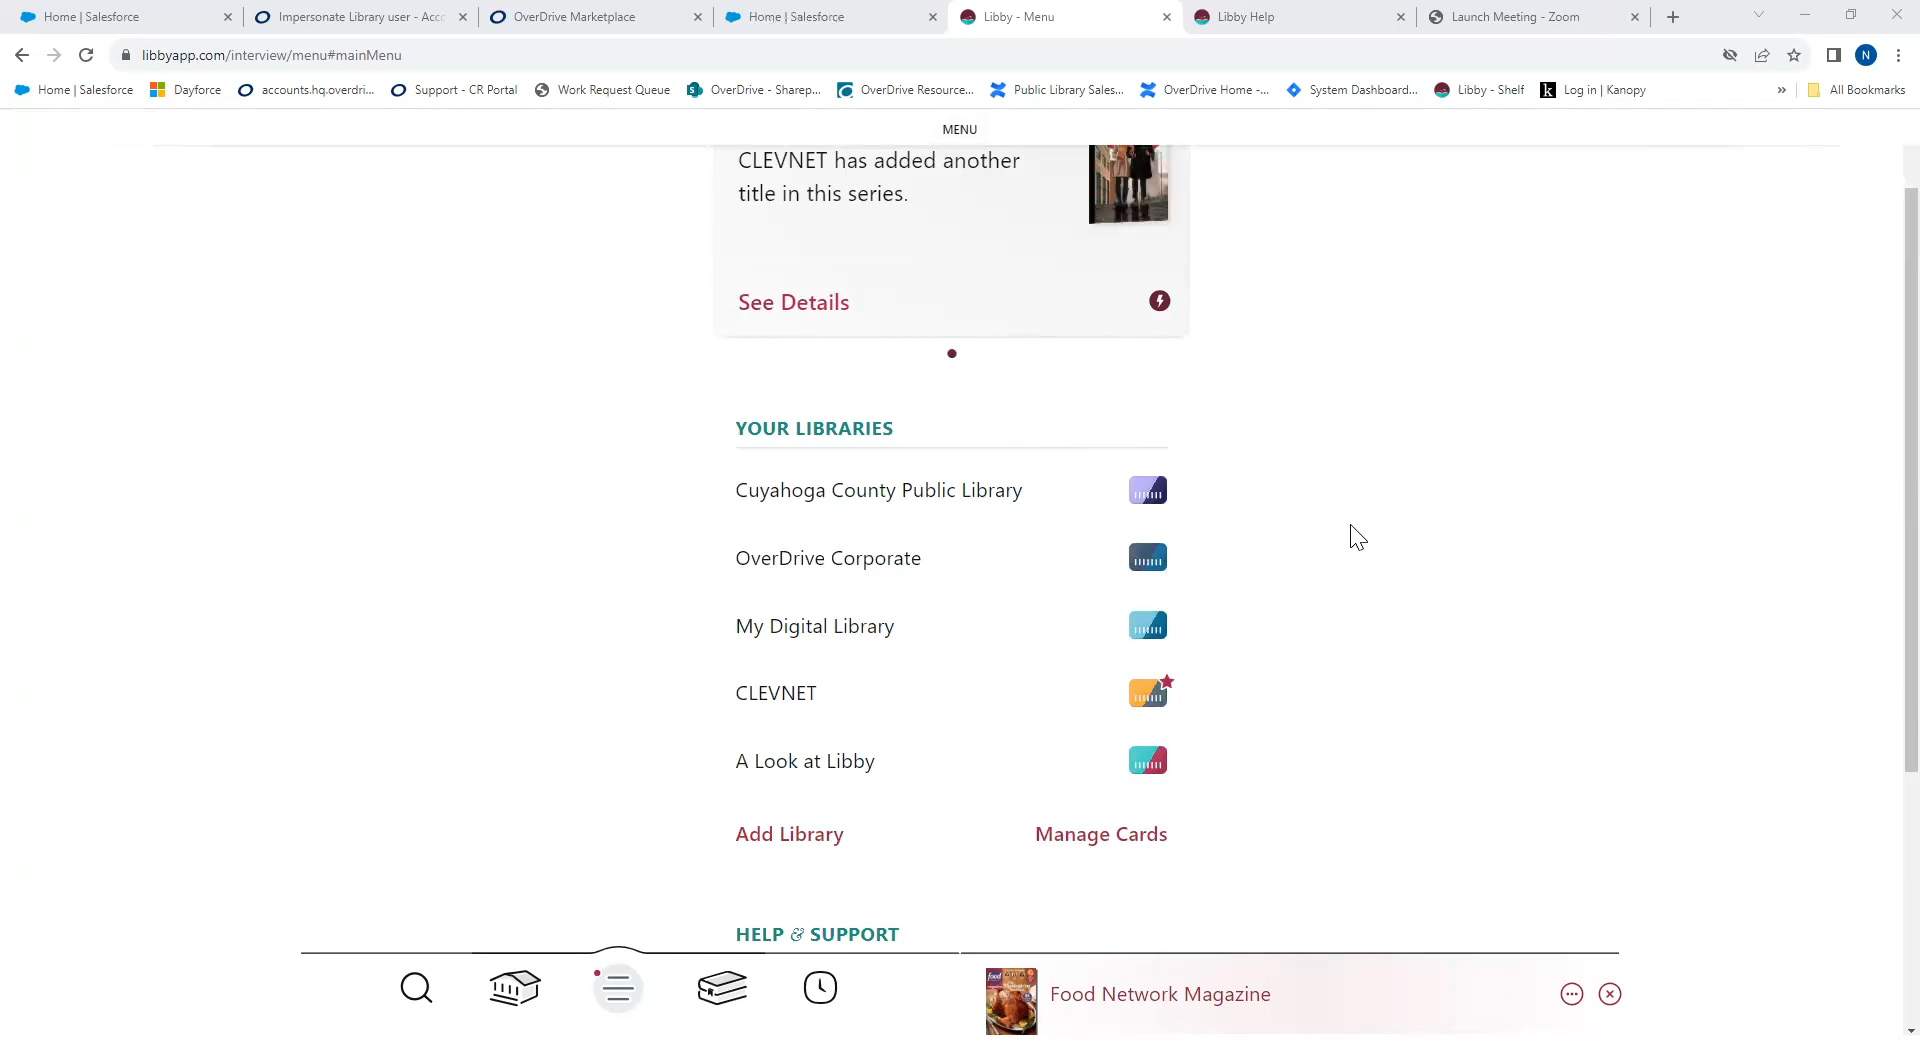 Home | Salesforce
Impersonate Library user - Acc
OverDrive Marketplace
Home | Salesforce
Libby - Menu
Libby Help
Launch Meeting - Zoom
libbyapp.com/interview/menu#mainMenu
N
Home | Salesforce
Dayforce
accounts.hq.overdri...
Support - CR Portal
Work Request Queue
OverDrive - Sharep...
OverDrive Resource...
Public Library Sales...
OverDrive Home -...
System Dashboard...
Libby - Shelf
k
Log in | Kanopy
»
All Bookmarks
MENU
CLEVNET has added another
title in this series.
See Details
YOUR LIBRARIES
Cuyahoga County Public Library
OverDrive Corporate
My Digital Library
CLEVNET
A Look at Libby
Add Library
Manage Cards
HELP & SUPPORT
food
Food Network Magazine